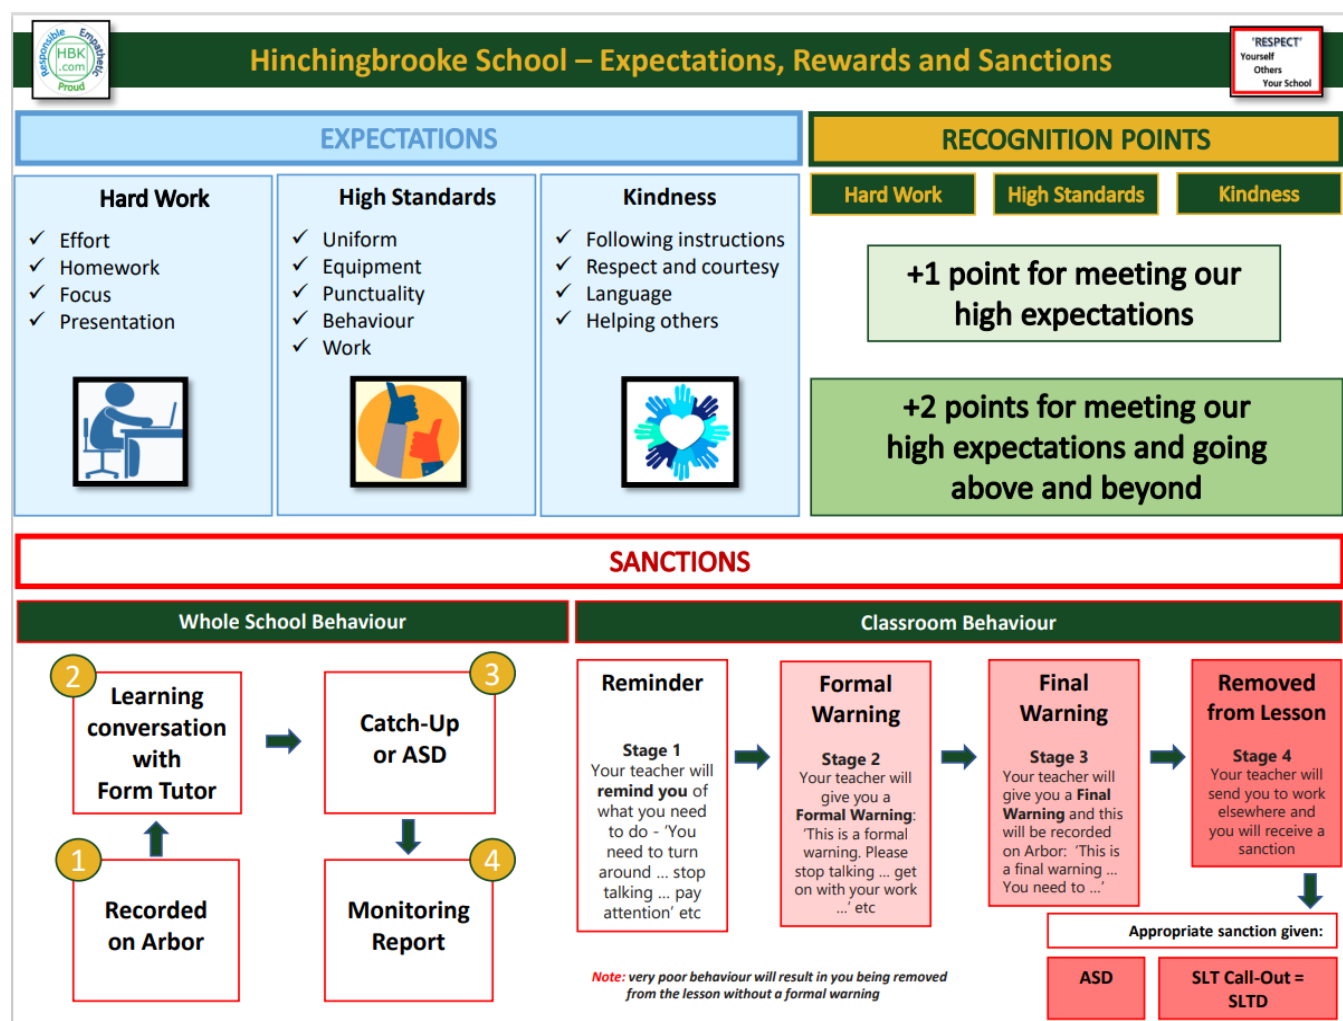 Responsible
Empathetic
HBK
.com
Proud
Hinchingbrooke School – Expectations, Rewards and Sanctions
'RESPECT'
Yourself
Others
Your School
EXPECTATIONS
Hard Work
✓ Effort
✓ Homework
✓ Focus
✓ Presentation
High Standards
✓ Uniform
✓ Equipment
✓ Punctuality
✓ Behaviour
✓ Work
Kindness
✓ Following instructions
✓ Respect and courtesy
✓ Language
✓ Helping others
RECOGNITION POINTS
Hard Work
High Standards
Kindness
+1 point for meeting our
high expectations
+2 points for meeting our
high expectations and going
above and beyond
SANCTIONS
Whole School Behaviour
1
Recorded
on Arbor
2
Learning
conversation
with
Form Tutor
3
Catch-Up
or ASD
4
Monitoring
Report
Classroom Behaviour
Reminder
Stage 1
Your teacher will
remind you of
what you need
to do - 'You
need to turn
around ... stop
talking ... pay
attention' etc
Formal
Warning
Stage 2
Your teacher will
give you a
Formal Warning:
'This is a formal
warning. Please
stop talking ... get
on with your work
...' etc
Final
Warning
Stage 3
Your teacher will
give you a Final
Warning and this
will be recorded
on Arbor: 'This is
a final warning ...
You need to ...'
Removed
from Lesson
Stage 4
Your teacher will
send you to work
elsewhere and
you will receive a
sanction
Appropriate sanction given:
ASD
SLT Call-Out =
SLTD
Note: very poor behaviour will result in you being removed
from the lesson without a formal warning